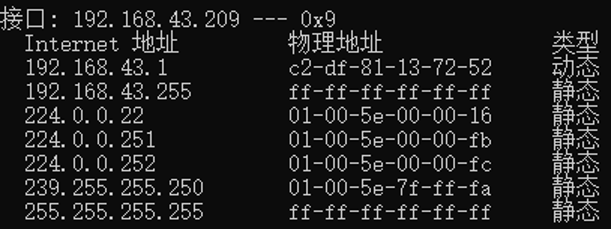 接口: 192.168.43.209 --- 0x9
Internet 地址 物理地址 类型
192.168.43.1 c2-df-81-13-72-52 动态
192.168.43.255 ff-ff-ff-ff-ff-ff 静态
224.0.0.22 01-00-5e-00-00-16 静态
224.0.0.251 01-00-5e-00-00-fb 静态
224.0.0.252 01-00-5e-00-00-fc 静态
239.255.255.250 01-00-5e-7f-ff-fa 静态
255.255.255.255 ff-ff-ff-ff-ff-ff 静态